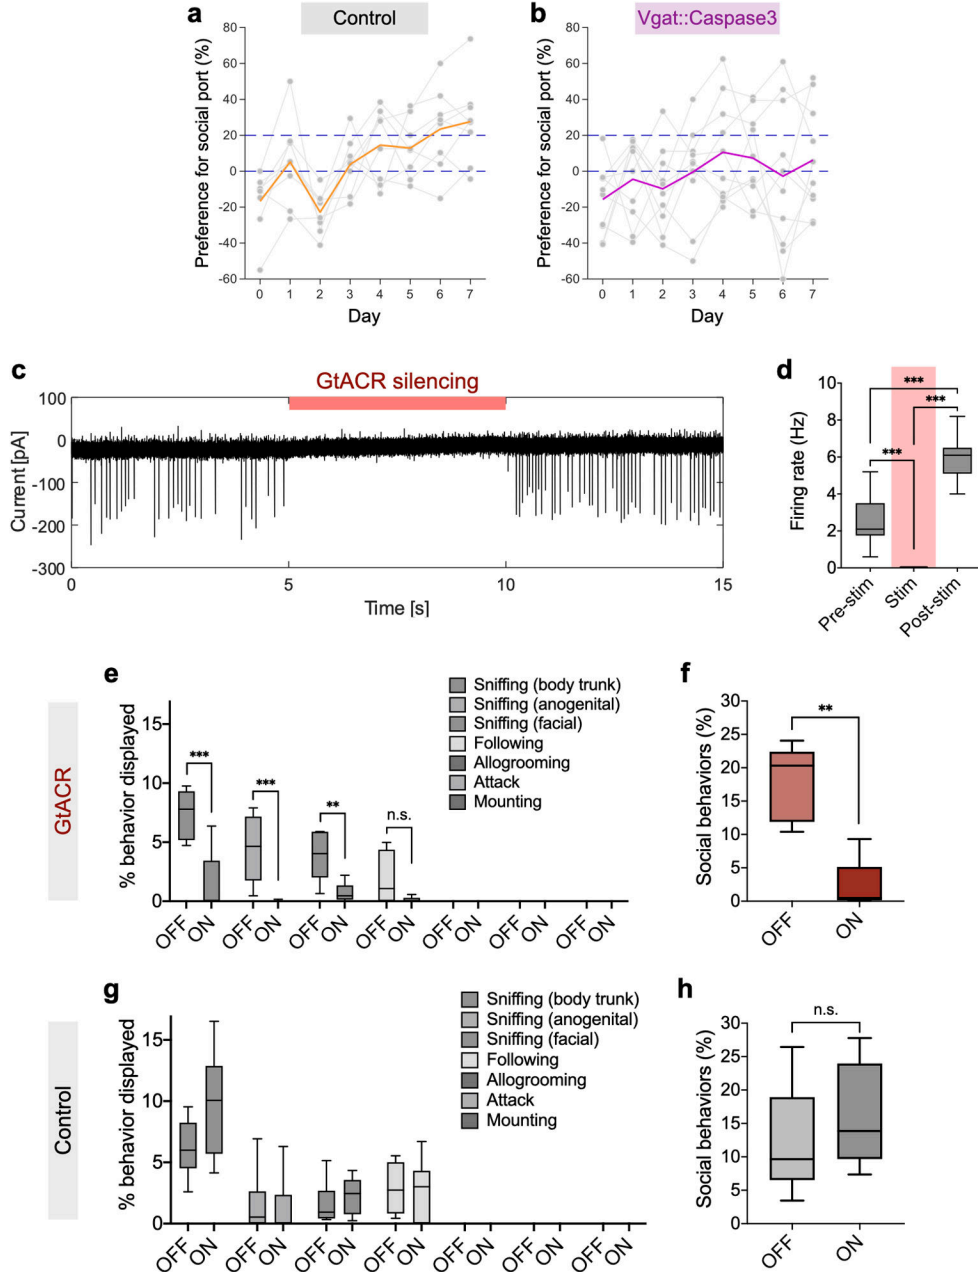 a
Control
Preference for social port (%)
80
60
40
20
0
-20
-40
-60
0 1 2 3 4 5 6 7
Day
b
Vgat::Caspase3
Preference for social port (%)
80
60
40
20
0
-20
-40
-60
0 1 2 3 4 5 6 7
Day
c
GtACR silencing
Current [pA]
100
0
-100
-200
-300
0 5 10 15
Time [s]
d
Firing rate (Hz)
10
8
6
4
2
0
***
***
***
Pre-stim Stim Post-stim
GtACR
e
% behavior displayed
15
10
5
0
*** *** ** n.s.
Sniffing (body trunk)
Sniffing (anogenital)
Sniffing (facial)
Following
Allogrooming
Attack
Mounting
OFF ON OFF ON OFF ON OFF ON OFF ON OFF ON OFF ON
f
Social behaviors (%)
30
25
20
15
10
5
0
**
OFF ON
Control
g
% behavior displayed
15
10
5
0
Sniffing (body trunk)
Sniffing (anogenital)
Sniffing (facial)
Following
Allogrooming
Attack
Mounting
OFF ON OFF ON OFF ON OFF ON OFF ON OFF ON OFF ON
h
Social behaviors (%)
30
25
20
15
10
5
0
n.s.
OFF ON